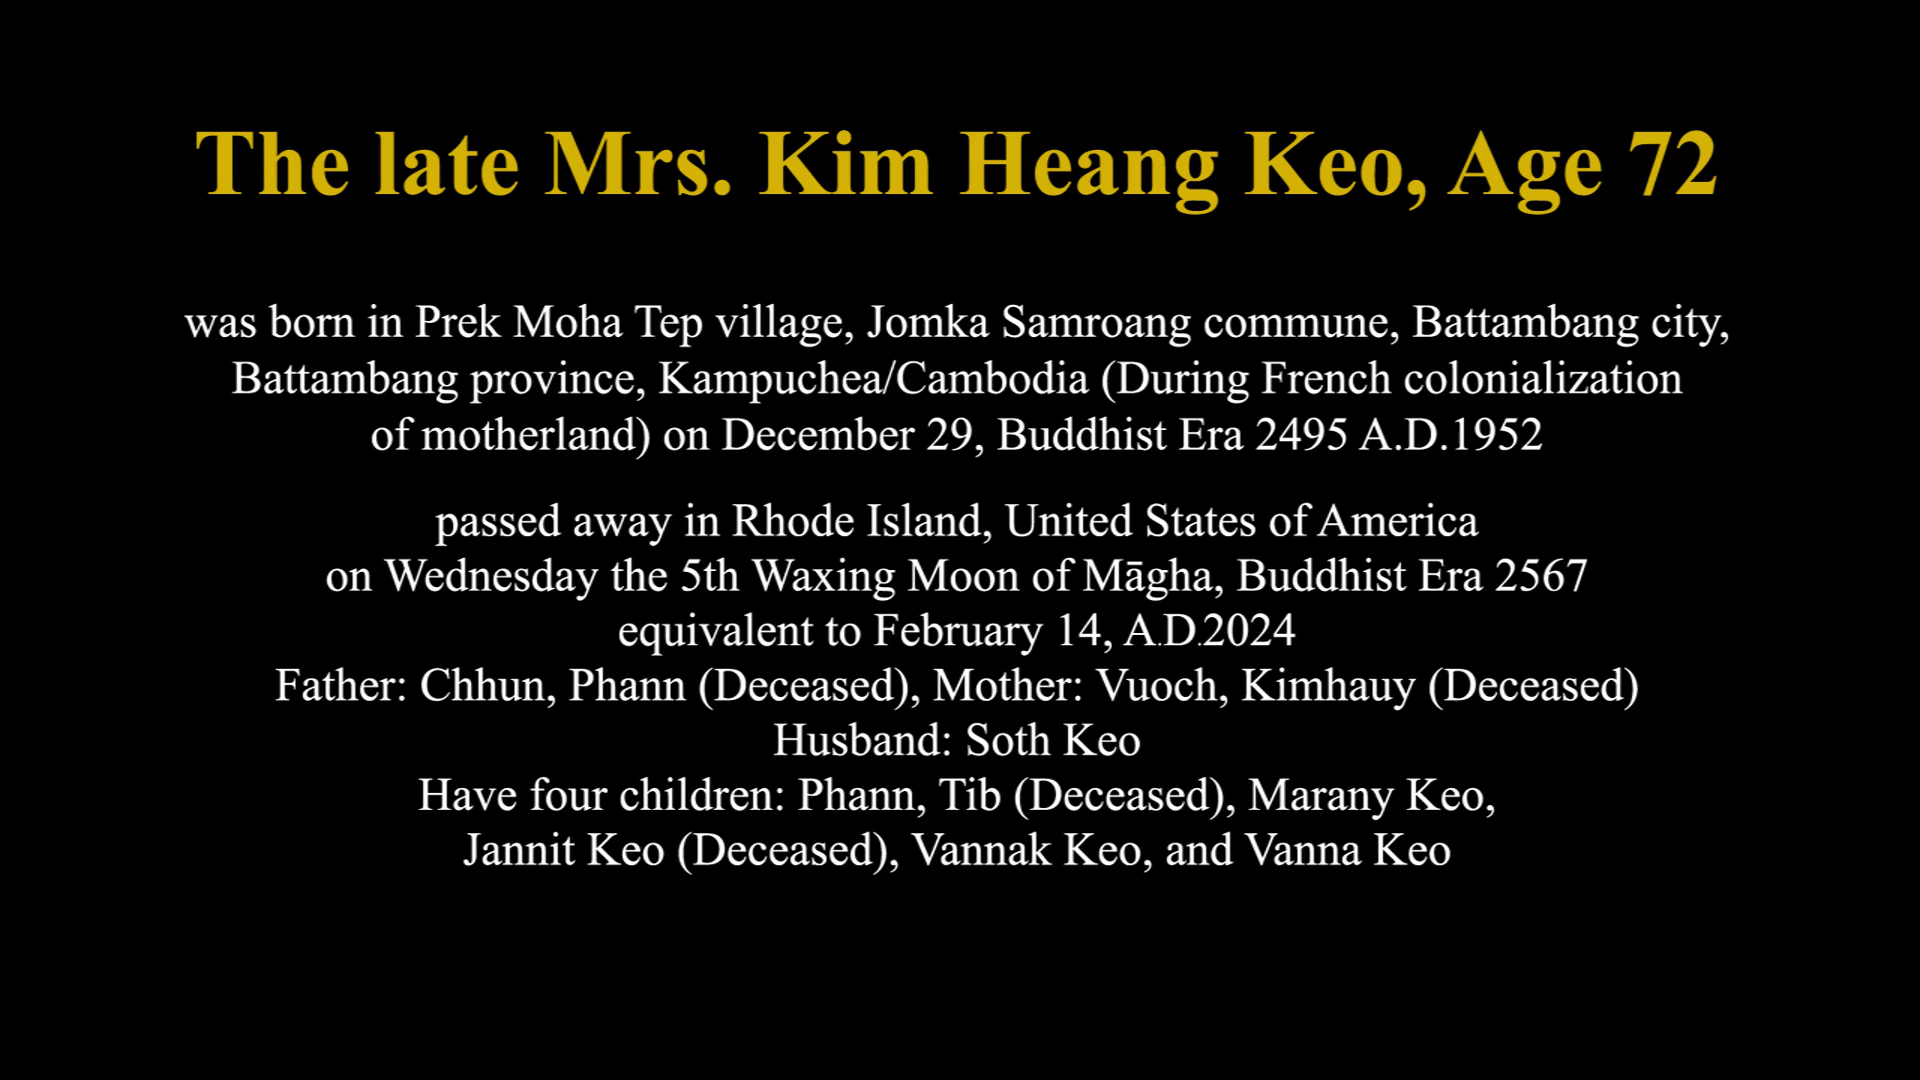 The late Mrs. Kim Heang Keo, Age 72
was born in Prek Moha Tep village, Jomka Samroang commune, Battambang city,
Battambang province, Kampuchea/Cambodia (During French colonialization
of motherland) on December 29, Buddhist Era 2495 A.D.1952
passed away in Rhode Island, United States of America
on Wednesday the 5th Waxing Moon of Māgha, Buddhist Era 2567
equivalent to February 14, A.D.2024
Father: Chhun, Phann (Deceased), Mother: Vuoch, Kimhauy (Deceased)
Husband: Soth Keo
Have four children: Phann, Tib (Deceased), Marany Keo,
Jannit Keo (Deceased), Vannak Keo, and Vanna Keo